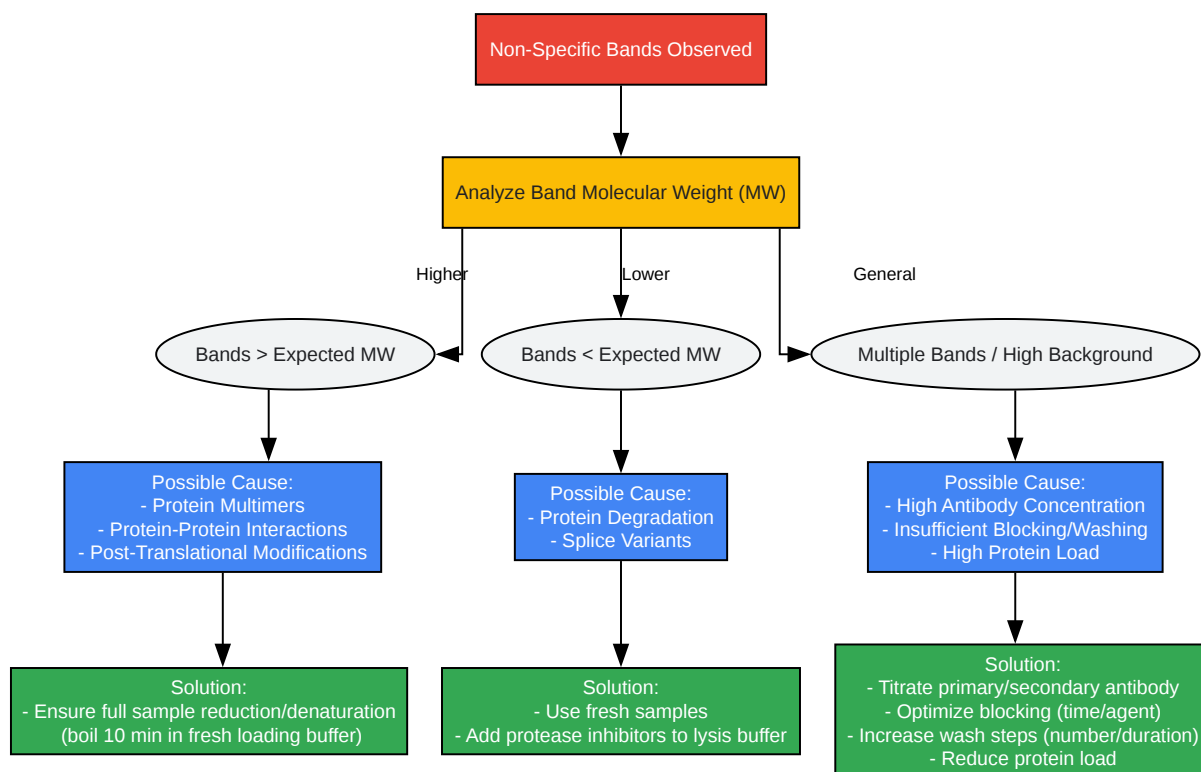 Non-Specific Bands Observed
Analyze Band Molecular Weight (MW)
Higher
Lower
General
Bands > Expected MW
Bands < Expected MW
Multiple Bands / High Background
Possible Cause:
- Protein Multimers
- Protein-Protein Interactions
- Post-Translational Modifications
Possible Cause:
- Protein Degradation
- Splice Variants
Possible Cause:
- High Antibody Concentration
- Insufficient Blocking/Washing
- High Protein Load
Solution:
- Ensure full sample reduction/denaturation
(boil 10 min in fresh loading buffer)
Solution:
- Use fresh samples
- Add protease inhibitors to lysis buffer
Solution:
- Titrate primary/secondary antibody
- Optimize blocking (time/agent)
- Increase wash steps (number/duration)
- Reduce protein load